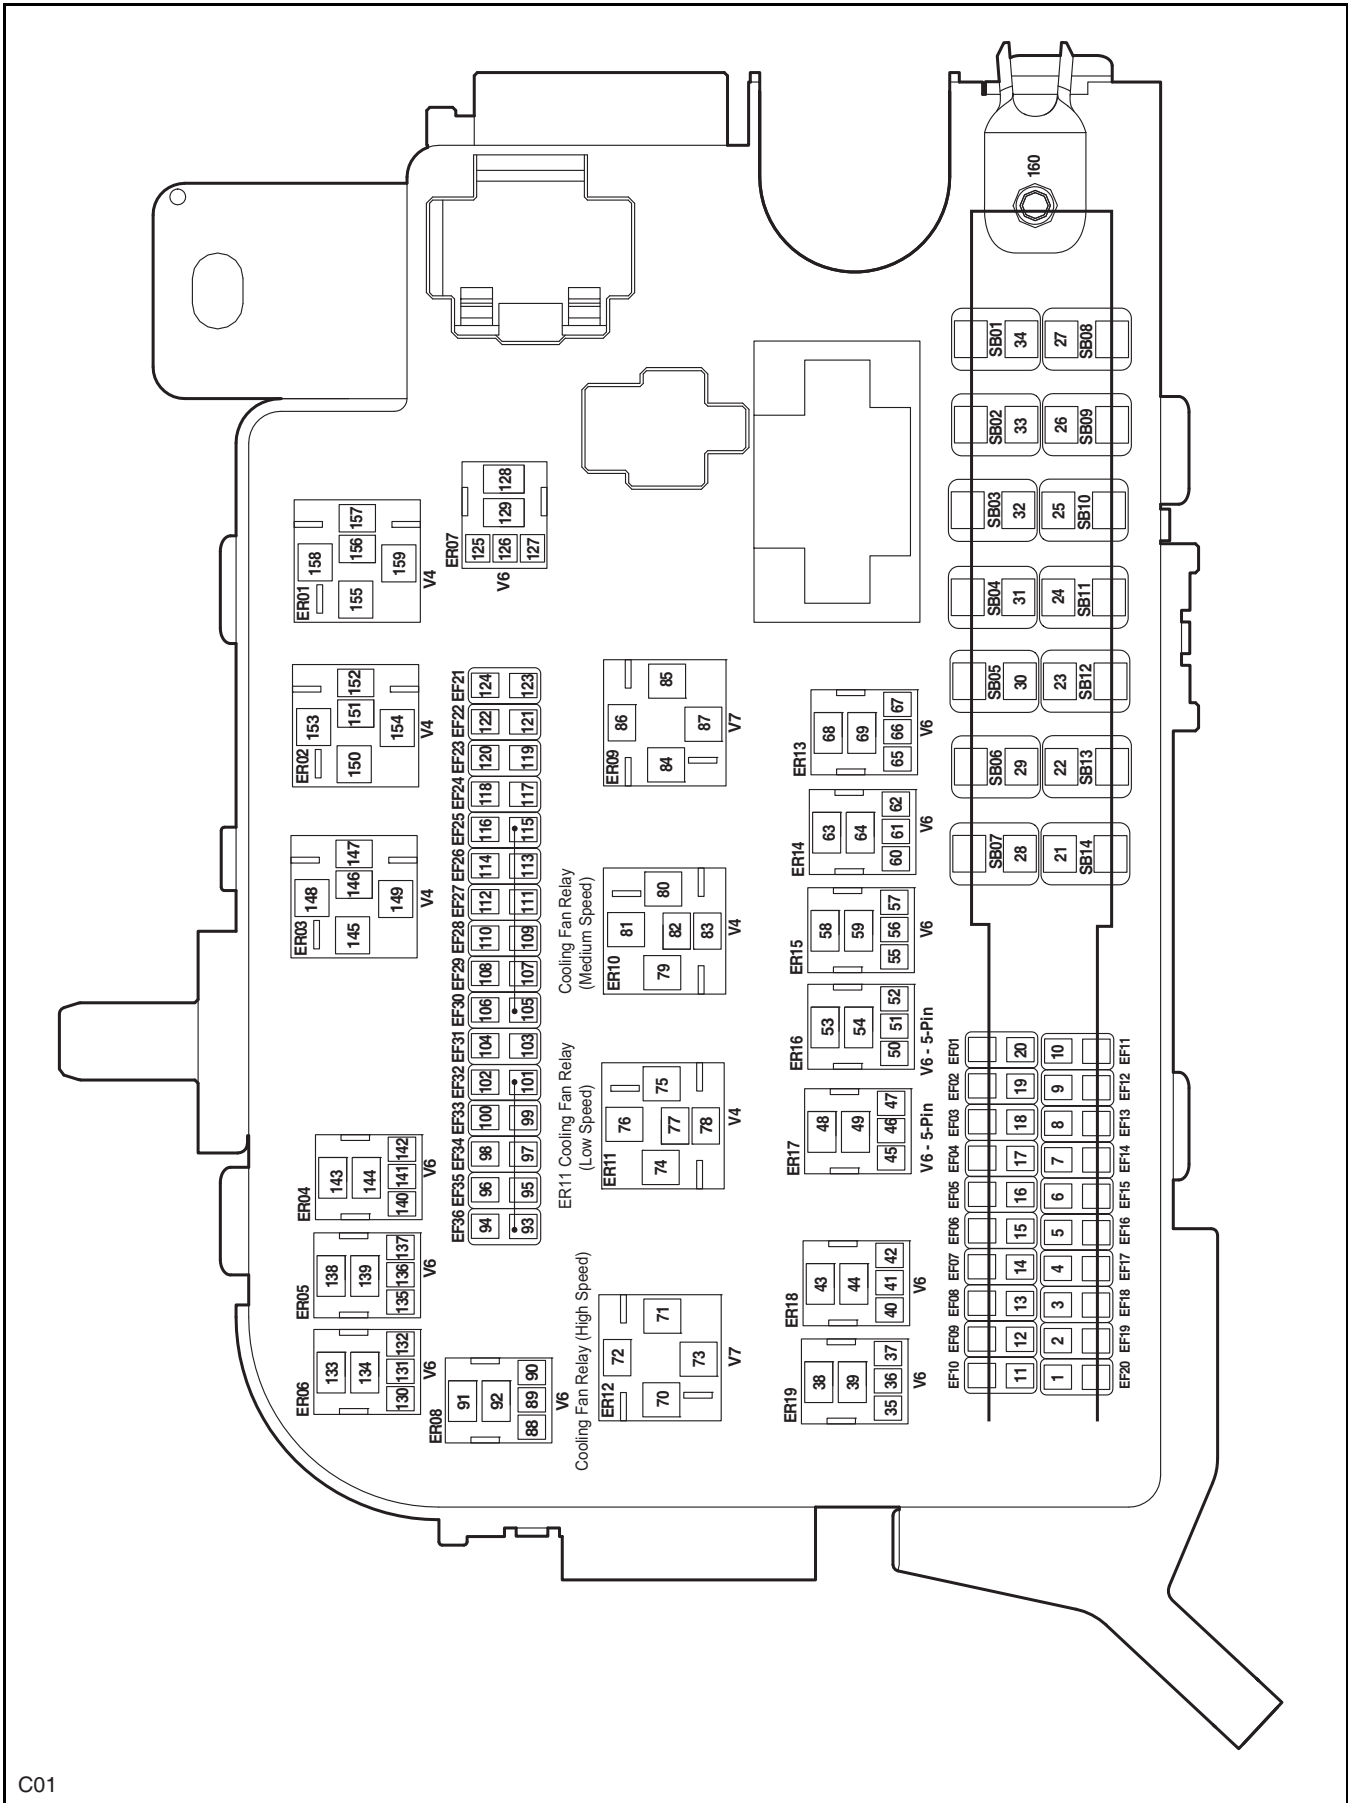 160
SB01
34
27
SB08
SB02
33
26
SB09
SB03
32
25
SB10
SB04
31
24
SB11
SB05
30
23
SB12
SB06
29
22
SB13
SB07
28
21
SB14
ER01
158
157
156
155
159
V4
ER07
125
126
127
129
128
V6
ER02
153
152
151
150
154
V4
ER03
148
147
146
145
149
V4
EF21
124
123
EF22
122
121
EF23
120
119
EF24
118
117
EF25
116
115
EF26
114
113
EF27
112
111
EF28
110
109
EF29
108
107
EF30
106
105
EF31
104
103
EF32
102
101
EF33
100
99
EF34
98
97
EF35
96
95
EF36
94
93
ER09
86
85
84
87
V7
Cooling Fan Relay
(Medium Speed)
ER10
81
80
79
82
83
V4
ER11 Cooling Fan Relay
(Low Speed)
ER11
76
75
74
77
78
V4
Cooling Fan Relay (High Speed)
ER12
72
71
70
73
V7
ER04
143
144
140
141
142
V6
ER05
138
139
135
136
137
V6
ER06
133
134
130
131
132
V6
ER08
91
92
88
89
90
V6
ER13
68
69
65
66
67
V6
ER14
63
64
60
61
62
V6
ER15
58
59
55
56
57
V6
ER16
53
54
50
51
52
V6 - 5-Pin
ER17
48
49
45
46
47
V6 - 5-Pin
ER18
43
44
40
41
42
V6
ER19
38
39
35
36
37
V6
EF01
20
10
EF11
EF02
19
9
EF12
EF03
18
8
EF13
EF04
17
7
EF14
EF05
16
6
EF15
EF06
15
5
EF16
EF07
14
4
EF17
EF08
13
3
EF18
EF09
12
2
EF19
EF10
11
1
EF20
C01